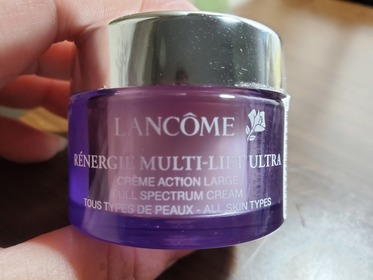 LANCÔME
RÉNERGIE MULTI-LIFT ULTRA
CRÈME ACTION LARGE
FULL SPECTRUM CREAM
TOUS TYPES DE PEAUX - ALL SKIN TYPES